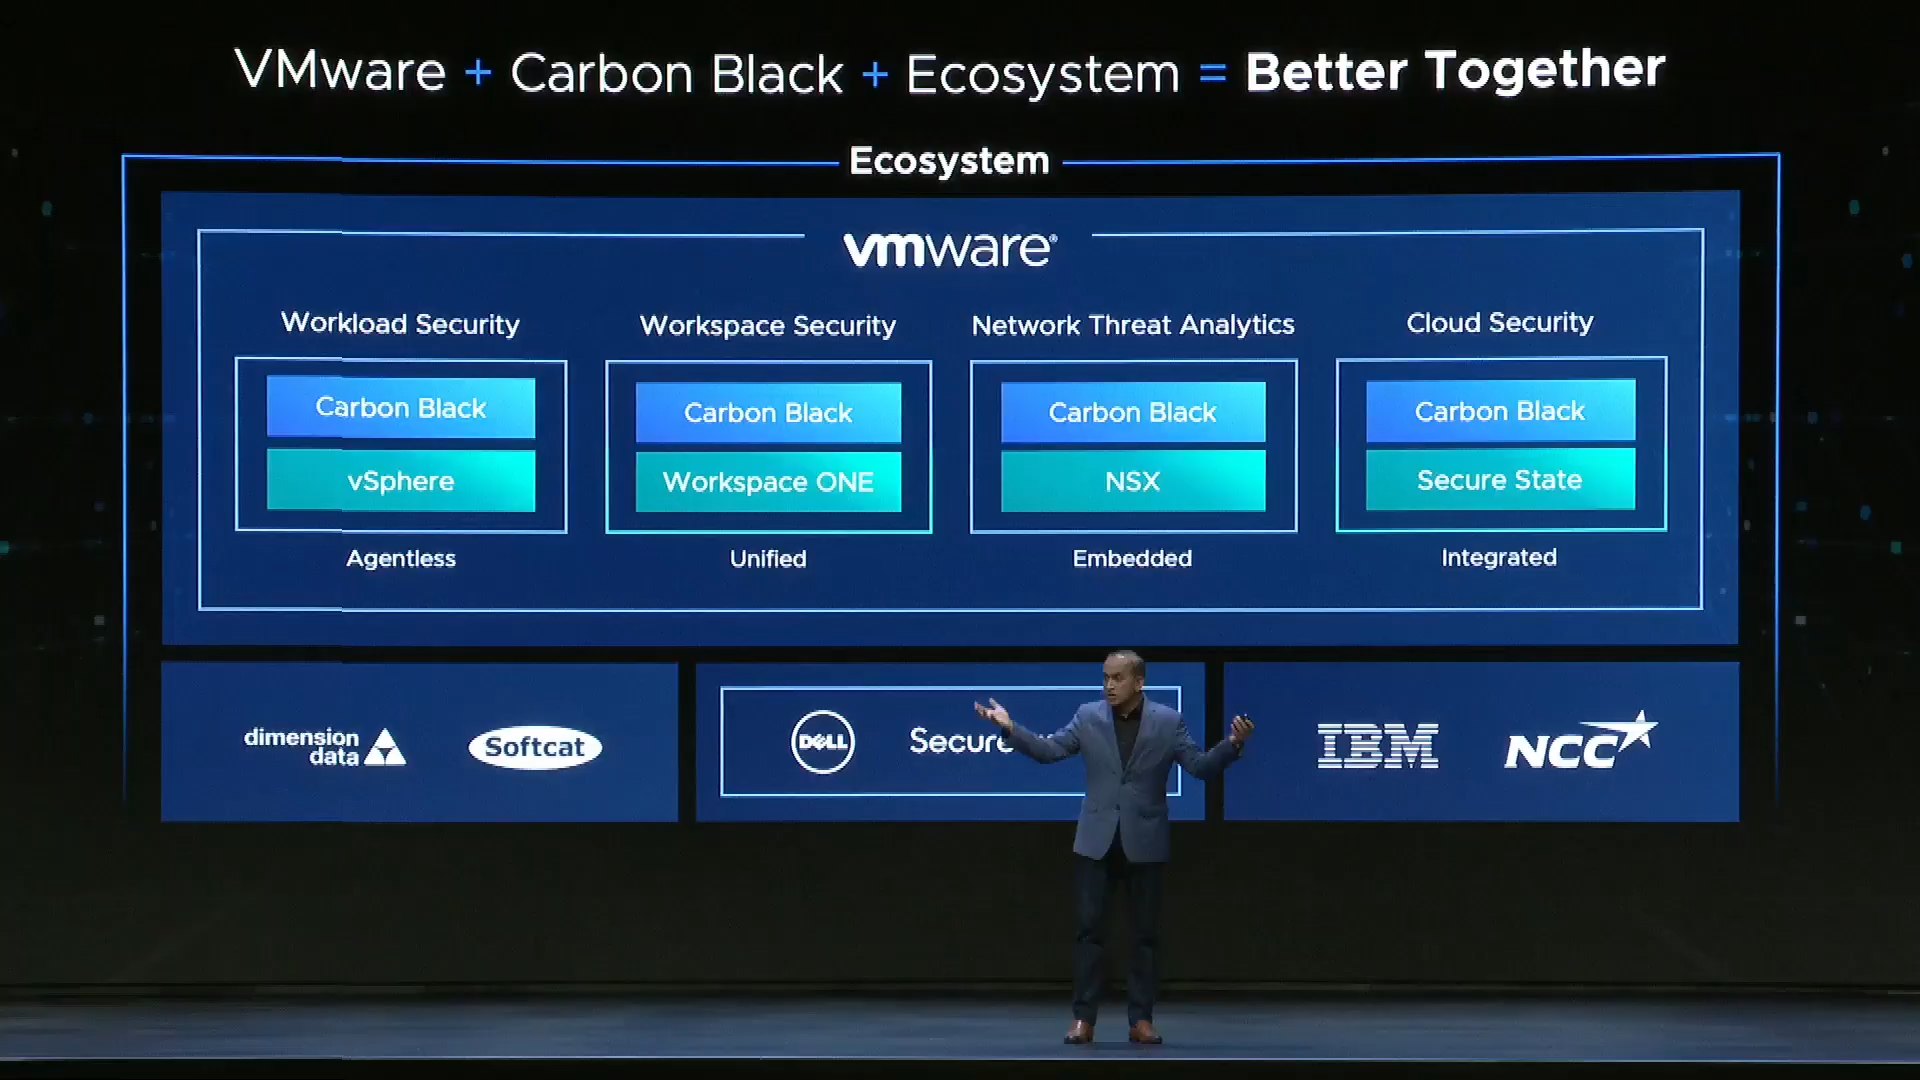 VMware + Carbon Black + Ecosystem = Better Together
Ecosystem
vmware®
Workload Security
Carbon Black
vSphere
Agentless
Workspace Security
Carbon Black
Workspace ONE
Unified
Network Threat Analytics
Carbon Black
NSX
Embedded
Cloud Security
Carbon Black
Secure State
Integrated
dimension
data
Softcat
DELL
IBM
NCC